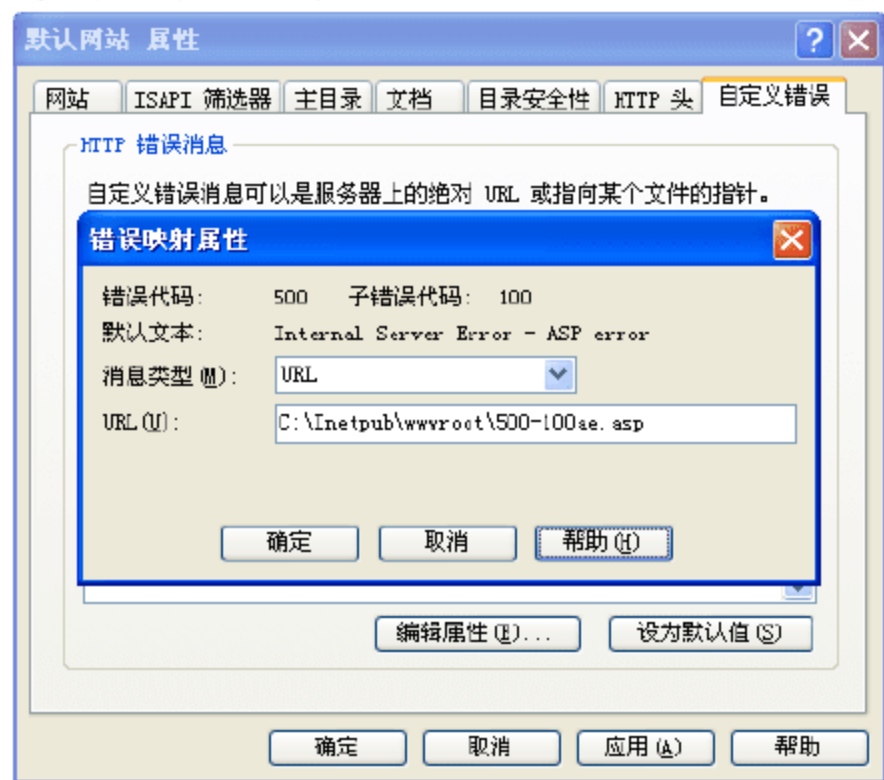 默认网站 属性
网站 ISAPI 筛选器 主目录 文档 目录安全性 HTTP 头 自定义错误
HTTP 错误消息
自定义错误消息可以是服务器上的绝对 URL 或指向某个文件的指针。
错误映射属性
错误代码: 500 子错误代码: 100
默认文本: Internal Server Error - ASP error
消息类型(M): URL
URL(U): C:\Inetpub\wwwroot\500-100ae.asp
确定 取消 帮助(H)
编辑属性(E)... 设为默认值(S)
确定 取消 应用(A) 帮助